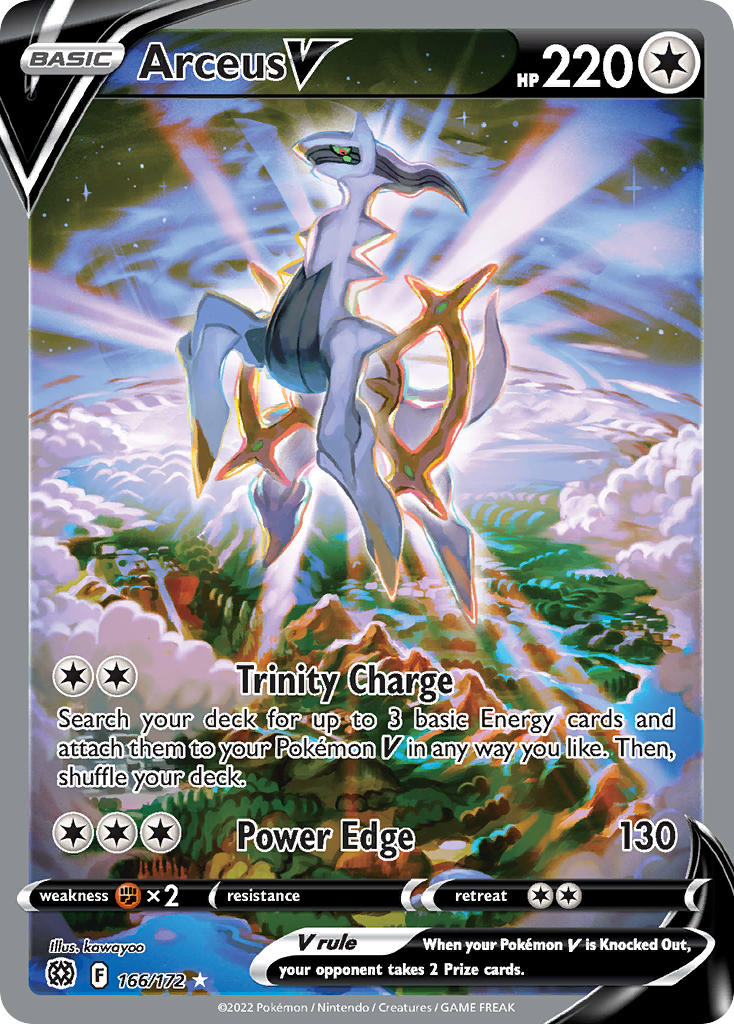 BASIC Arceus V HP 220
Trinity Charge
Search your deck for up to 3 basic Energy cards and
attach them to your Pokémon V in any way you like. Then,
shuffle your deck.
Power Edge 130
weakness ×2 resistance retreat
Illus. kawayoo
V rule When your Pokémon V is Knocked Out,
your opponent takes 2 Prize cards.
F 166/172
©2022 Pokémon / Nintendo / Creatures / GAME FREAK